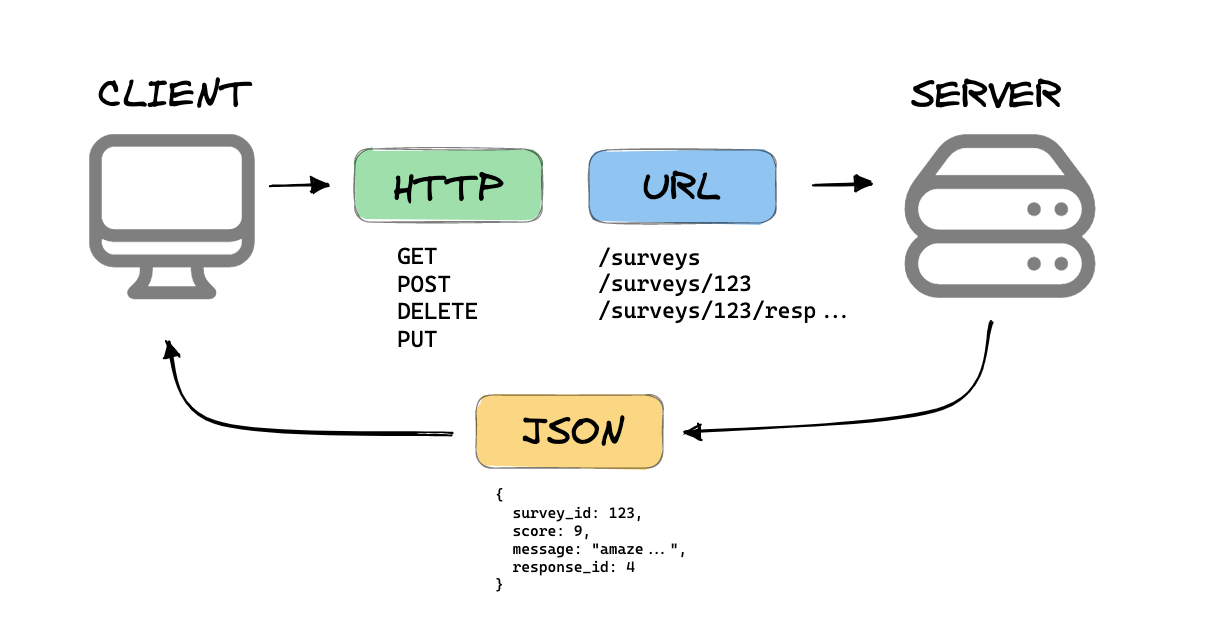 CLIENT
SERVER
HTTP
URL
GET
POST
DELETE
PUT
/surveys
/surveys/123
/surveys/123/resp...
JSON
{
survey_id: 123,
score: 9,
message: "amaze...",
response_id: 4
}